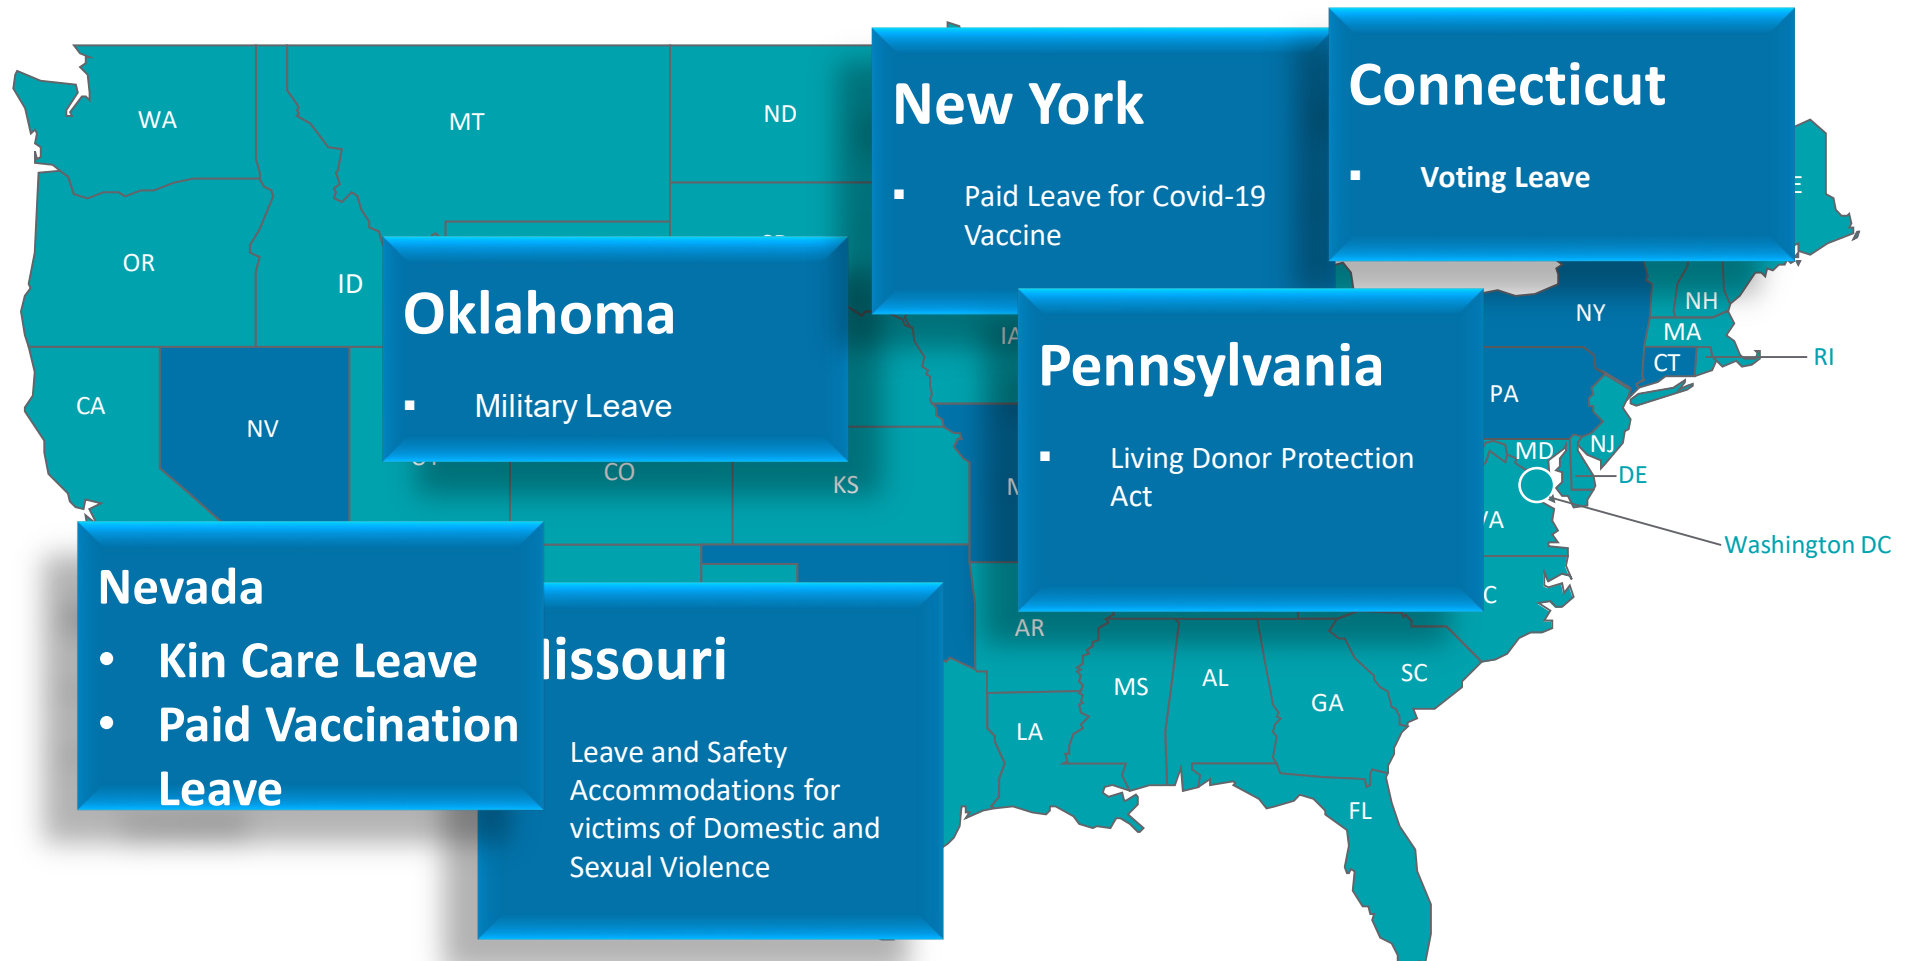 New York
▪ Paid Leave for Covid-19
Vaccine
Connecticut
▪ Voting Leave
Oklahoma
▪ Military Leave
Pennsylvania
▪ Living Donor Protection
Act
Nevada
• Kin Care Leave
• Paid Vaccination
Leave
issouri
Leave and Safety
Accommodations for
victims of Domestic and
Sexual Violence
WA
MT
ND
OR
ID
CA
NV
CO
KS
NY
NH
MA
CT
RI
PA
NJ
MD
DE
Washington DC
AR
MS
AL
GA
SC
LA
FL